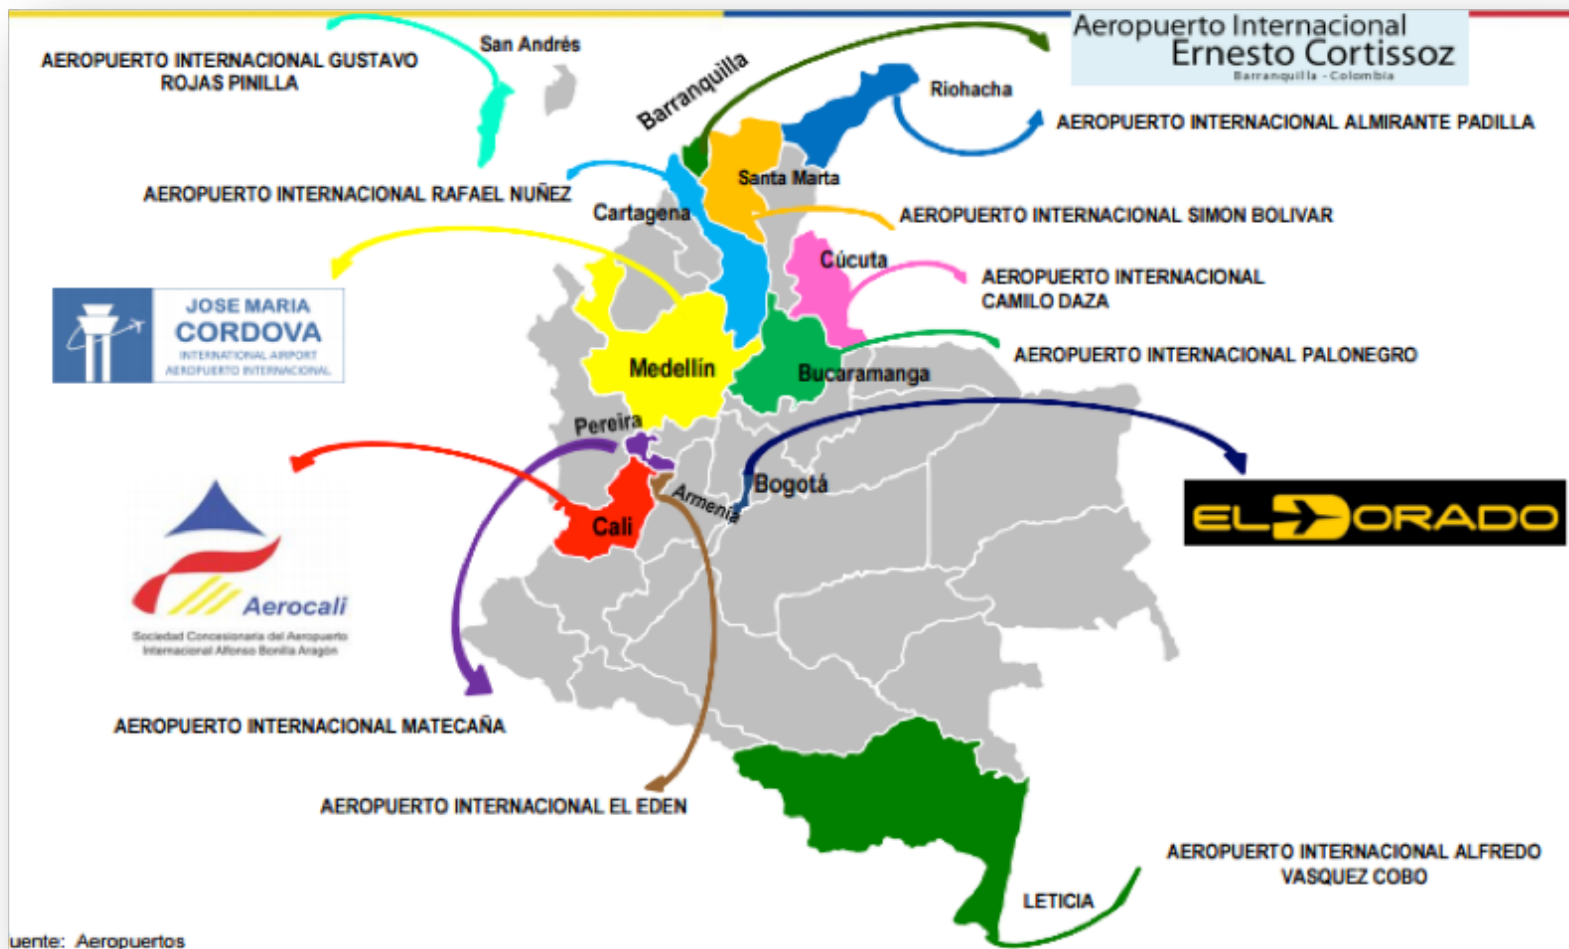 AEROPUERTO INTERNACIONAL GUSTAVO
ROJAS PINILLA
San Andrés
Barranquilla
Aeropuerto Internacional
Ernesto Cortissoz
Barranquilla - Colombia
Riohacha
AEROPUERTO INTERNACIONAL ALMIRANTE PADILLA
AEROPUERTO INTERNACIONAL RAFAEL NUÑEZ
Santa Marta
Cartagena
AEROPUERTO INTERNACIONAL SIMON BOLIVAR
Cúcuta
AEROPUERTO INTERNACIONAL
CAMILO DAZA
JOSE MARIA
CORDOVA
INTERNATIONAL AIRPORT
AEROPUERTO INTERNACIONAL
Medellín
Bucaramanga
AEROPUERTO INTERNACIONAL PALONEGRO
Pereira
Bogotá
Armenia
Cali
EL DORADO
Aerocali
Sociedad Concesionaria del Aeropuerto
Internacional Alfonso Bonilla Aragón
AEROPUERTO INTERNACIONAL MATECAÑA
AEROPUERTO INTERNACIONAL EL EDEN
AEROPUERTO INTERNACIONAL ALFREDO
VASQUEZ COBO
LETICIA
uente: Aeropuertos